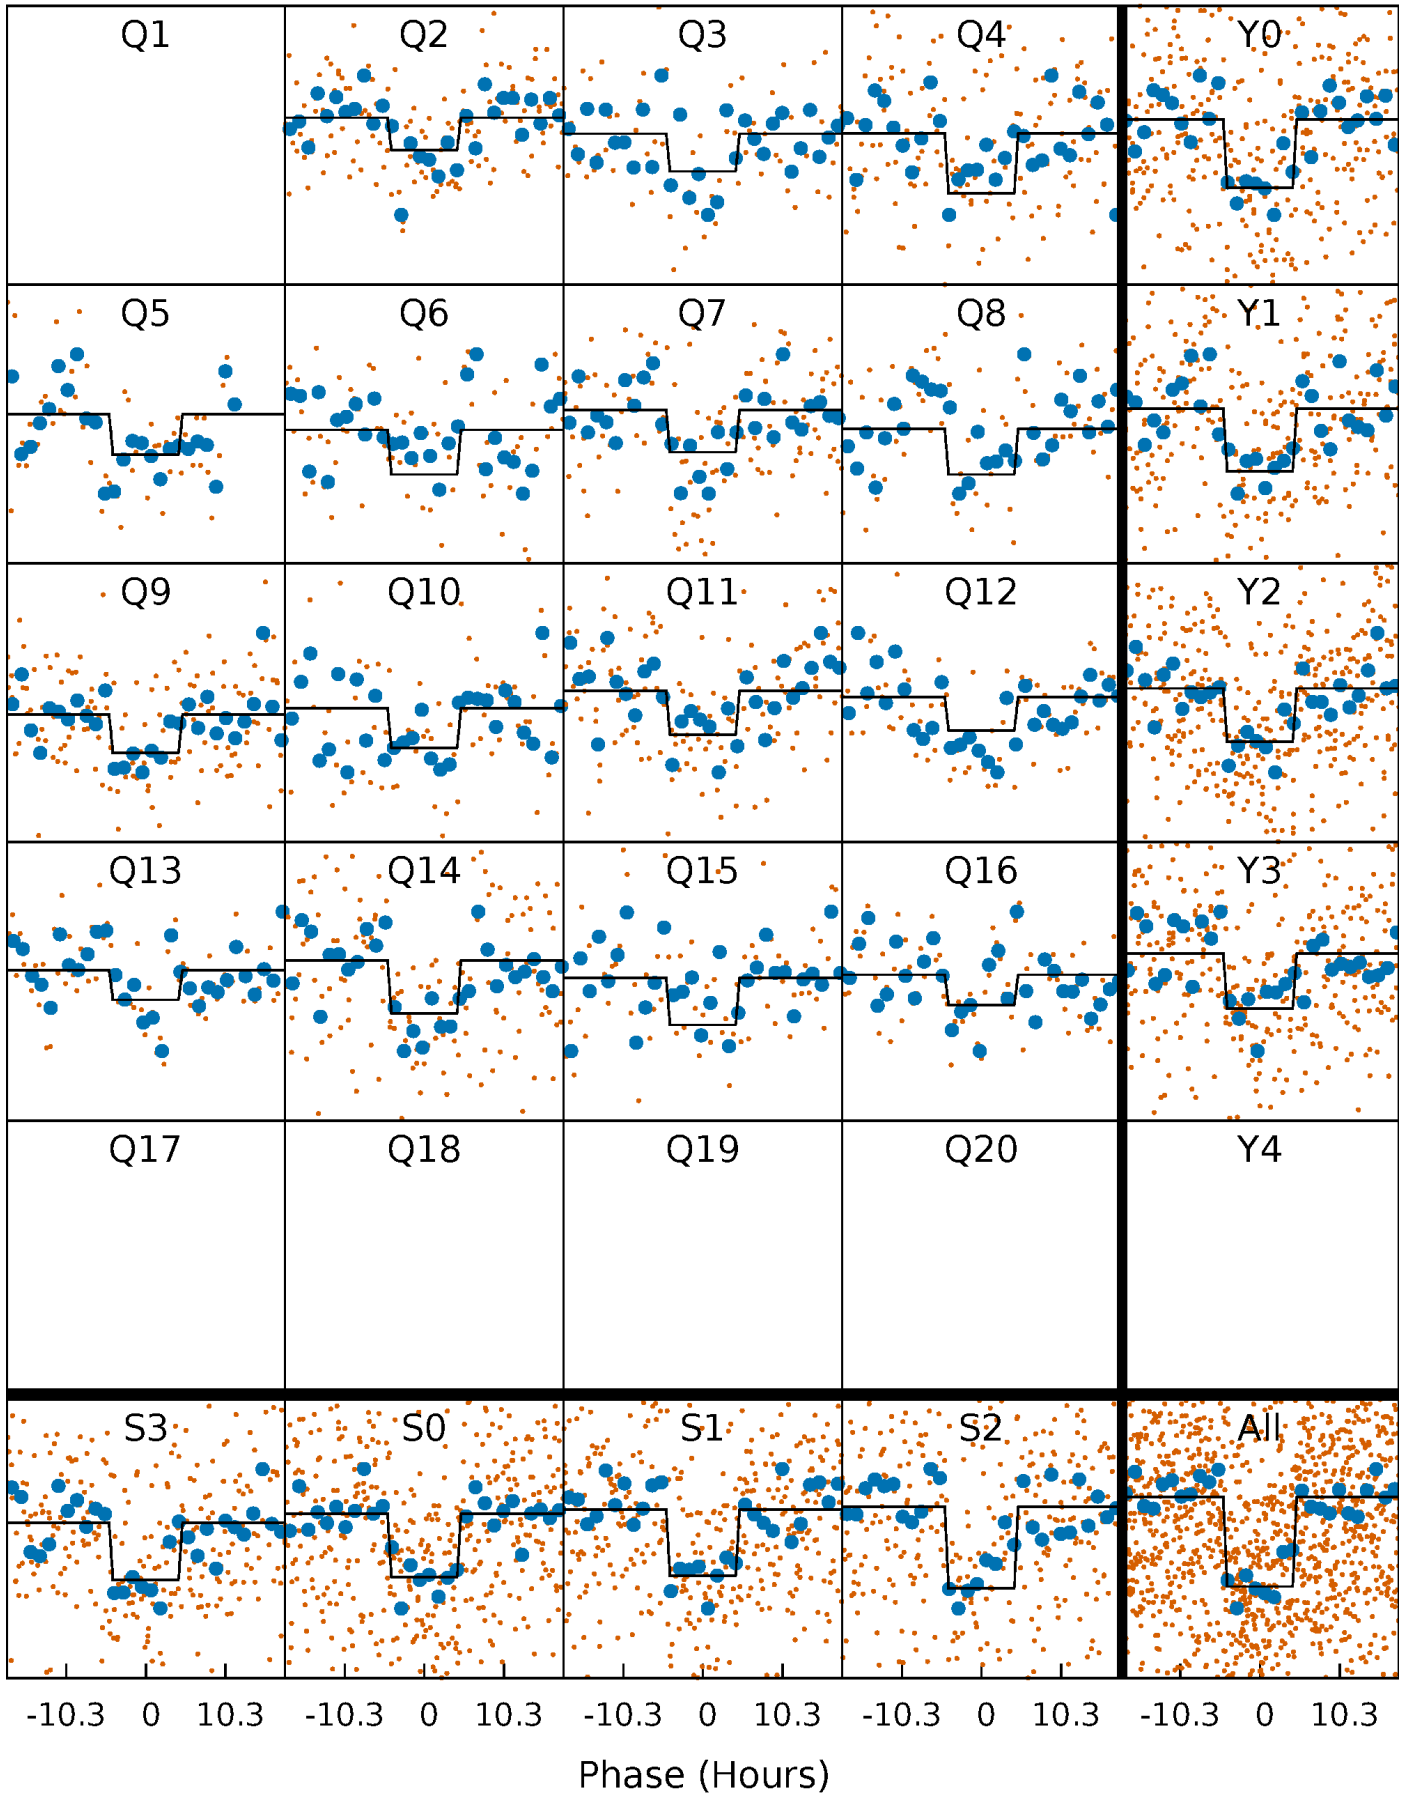 Q1 Q2 Q3 Q4 Y0
Q5 Q6 Q7 Q8 Y1
Q9 Q10 Q11 Q12 Y2
Q13 Q14 Q15 Q16 Y3
Q17 Q18 Q19 Q20 Y4
S3 S0 S1 S2 All
-10.3 0 10.3 -10.3 0 10.3 -10.3 0 10.3 -10.3 0 10.3 -10.3 0 10.3
Phase (Hours)